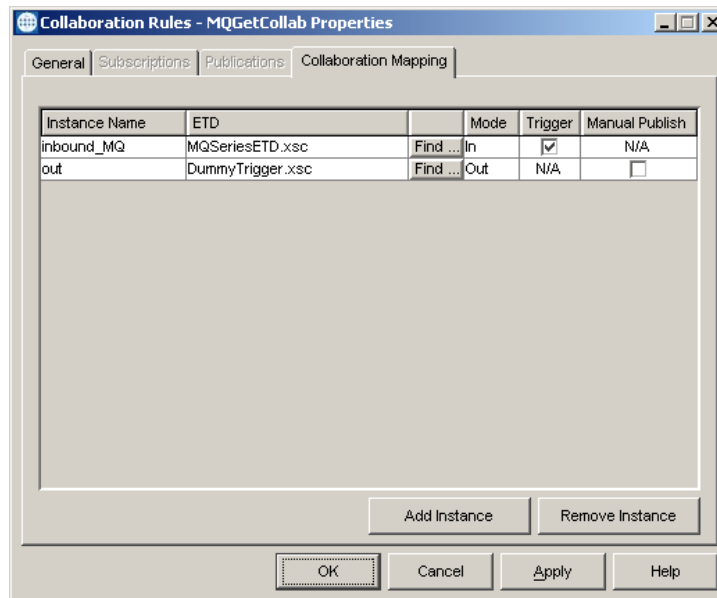 Collaboration Rules - MQGetCollab Properties
General Subscriptions Publications Collaboration Mapping
Instance Name ETD Mode Trigger Manual Publish
inbound_MQ MQSeriesETD.xsc Find ... In N/A
out DummyTrigger.xsc Find ... Out N/A
Add Instance Remove Instance
OK Cancel Apply Help